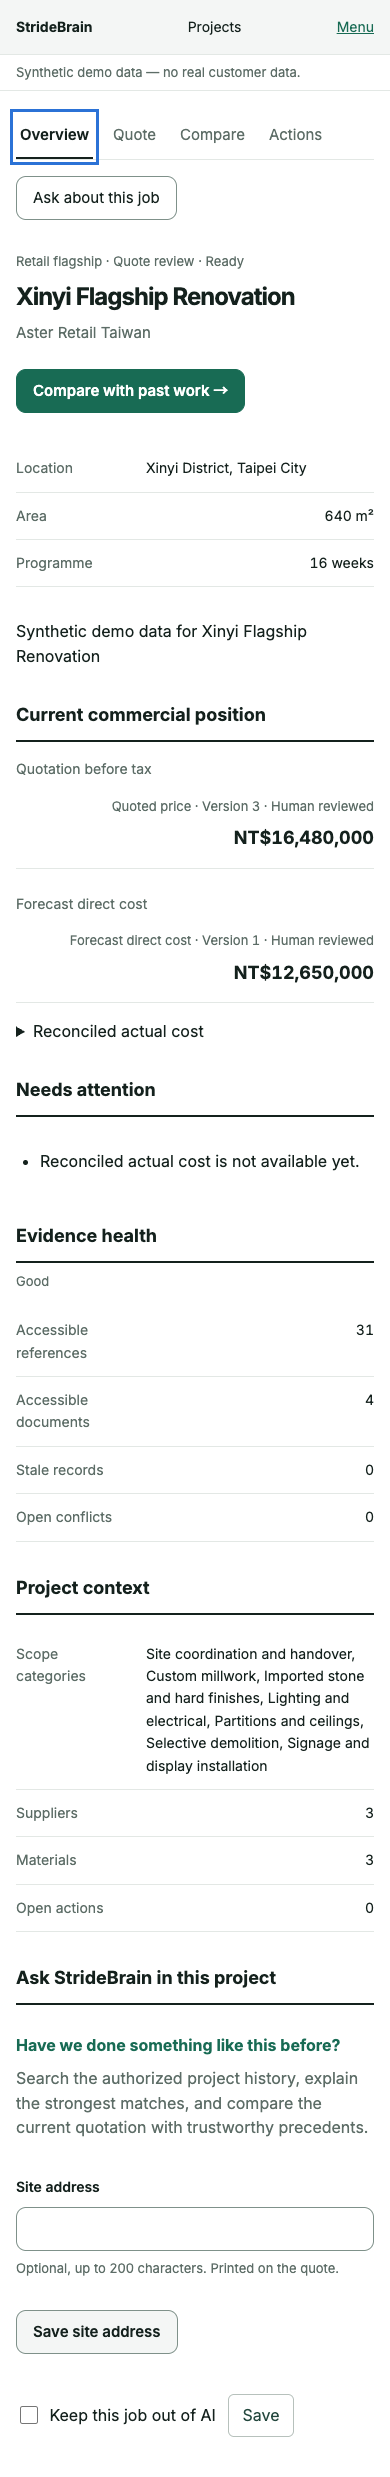 StrideBrain
Projects
Menu
Synthetic demo data — no real customer data.
Overview
Quote
Compare
Actions
Ask about this job
Retail flagship · Quote review · Ready
Xinyi Flagship Renovation
Aster Retail Taiwan
Compare with past work →
Location
Xinyi District, Taipei City
Area
640 m²
Programme
16 weeks
Synthetic demo data for Xinyi Flagship
Renovation
Current commercial position
Quotation before tax
Quoted price · Version 3 · Human reviewed
NT$16,480,000
Forecast direct cost
Forecast direct cost · Version 1 · Human reviewed
NT$12,650,000
Reconciled actual cost
Needs attention
• Reconciled actual cost is not available yet.
Evidence health
Good
Accessible
references
31
Accessible
documents
4
Stale records
0
Open conflicts
0
Project context
Scope
categories
Site coordination and handover,
Custom millwork, Imported stone
and hard finishes, Lighting and
electrical, Partitions and ceilings,
Selective demolition, Signage and
display installation
Suppliers
3
Materials
3
Open actions
0
Ask StrideBrain in this project
Have we done something like this before?
Search the authorized project history, explain
the strongest matches, and compare the
current quotation with trustworthy precedents.
Site address
Optional, up to 200 characters. Printed on the quote.
Save site address
Keep this job out of AI
Save